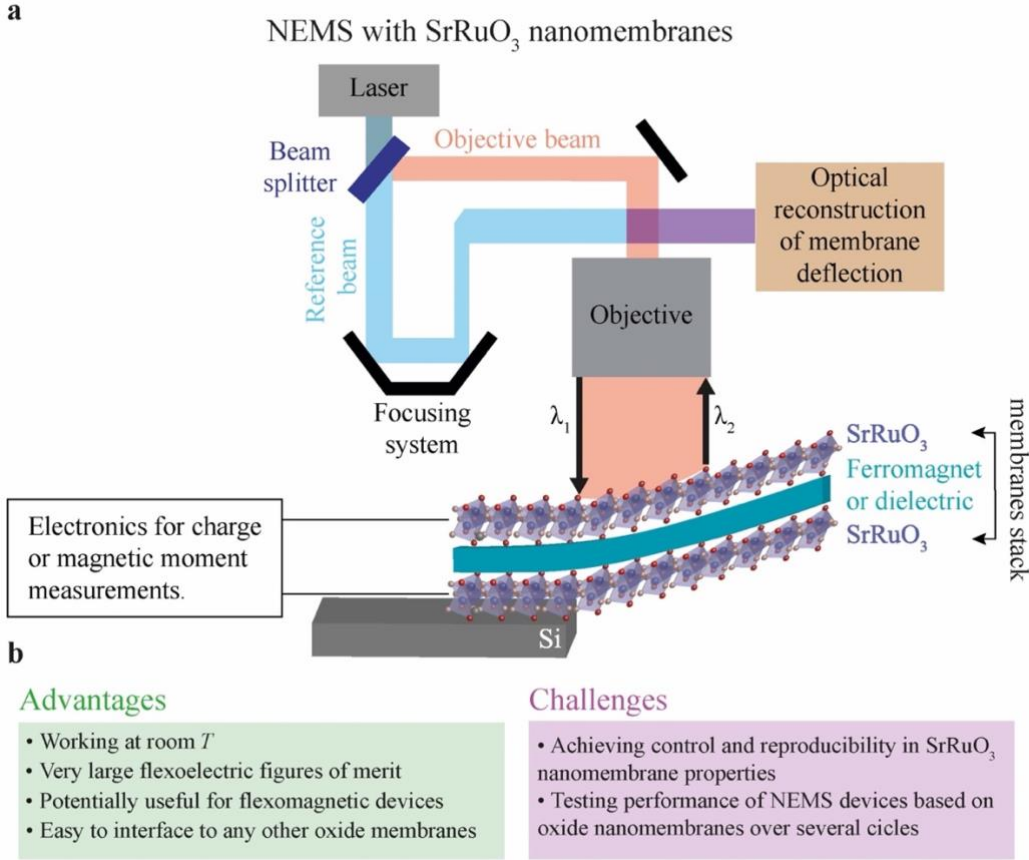 a
NEMS with SrRuO₃ nanomembranes
Laser
Beam
splitter
Objective beam
Reference
beam
Optical
reconstruction
of membrane
deflection
Objective
Focusing
system
λ₁
λ₂
SrRuO₃
Ferromagnet
or dielectric
SrRuO₃
membranes stack
Electronics for charge
or magnetic moment
measurements.
Si
b
Advantages
• Working at room T
• Very large flexoelectric figures of merit
• Potentially useful for flexomagnetic devices
• Easy to interface to any other oxide membranes
Challenges
• Achieving control and reproducibility in SrRuO₃
nanomembrane properties
• Testing performance of NEMS devices based on
oxide nanomembranes over several cicles